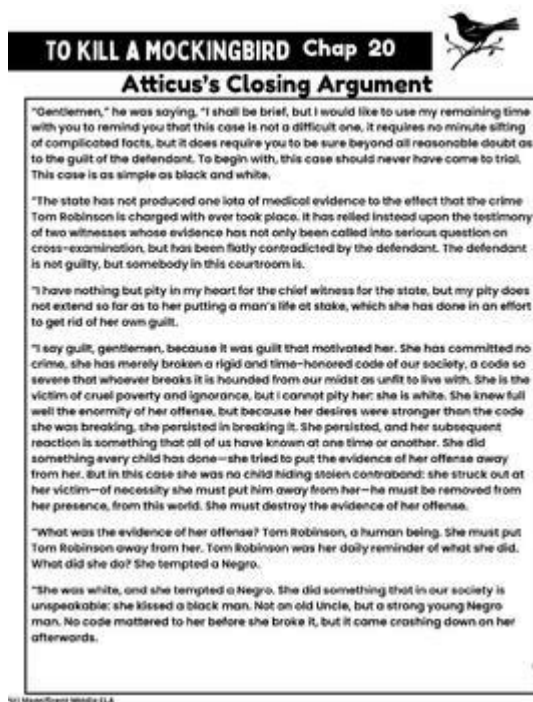 TO KILL A MOCKINGBIRD Chap 20
Atticus's Closing Argument
"Gentlemen," he was saying, "I shall be brief, but I would like to use my remaining time
with you to remind you that this case is not a difficult one, it requires no minute sifting
of complicated facts, but it does require you to be sure beyond all reasonable doubt as
to the guilt of the defendant. To begin with, this case should never have come to trial.
This case is as simple as black and white.
"The state has not produced one iota of medical evidence to the effect that the crime
Tom Robinson is charged with ever took place. It has relied instead upon the testimony
of two witnesses whose evidence has not only been called into serious question on
cross-examination, but has been flatly contradicted by the defendant. The defendant
is not guilty, but somebody in this courtroom is.
"I have nothing but pity in my heart for the chief witness for the state, but my pity does
not extend so far as to her putting a man's life at stake, which she has done in an effort
to get rid of her own guilt.
"I say guilt, gentlemen, because it was guilt that motivated her. She has committed no
crime, she has merely broken a rigid and time-honored code of our society, a code so
severe that whoever breaks it is hounded from our midst as unfit to live with. She is the
victim of cruel poverty and ignorance, but I cannot pity her: she is white. She knew full
well the enormity of her offense, but because her desires were stronger than the code
she was breaking, she persisted in breaking it. She persisted, and her subsequent
reaction is something that all of us have known at one time or another. She did
something every child has done—she tried to put the evidence of her offense away
from her. But in this case she was no child hiding stolen contraband: she struck out at
her victim—of necessity she must put him away from her—he must be removed from
her presence, from this world. She must destroy the evidence of her offense.
"What was the evidence of her offense? Tom Robinson, a human being. She must put
Tom Robinson away from her. Tom Robinson was her daily reminder of what she did.
What did she do? She tempted a Negro.
"She was white, and she tempted a Negro. She did something that in our society is
unspeakable: she kissed a black man. Not an old Uncle, but a strong young Negro
man. No code mattered to her before she broke it, but it came crashing down on her
afterwards.